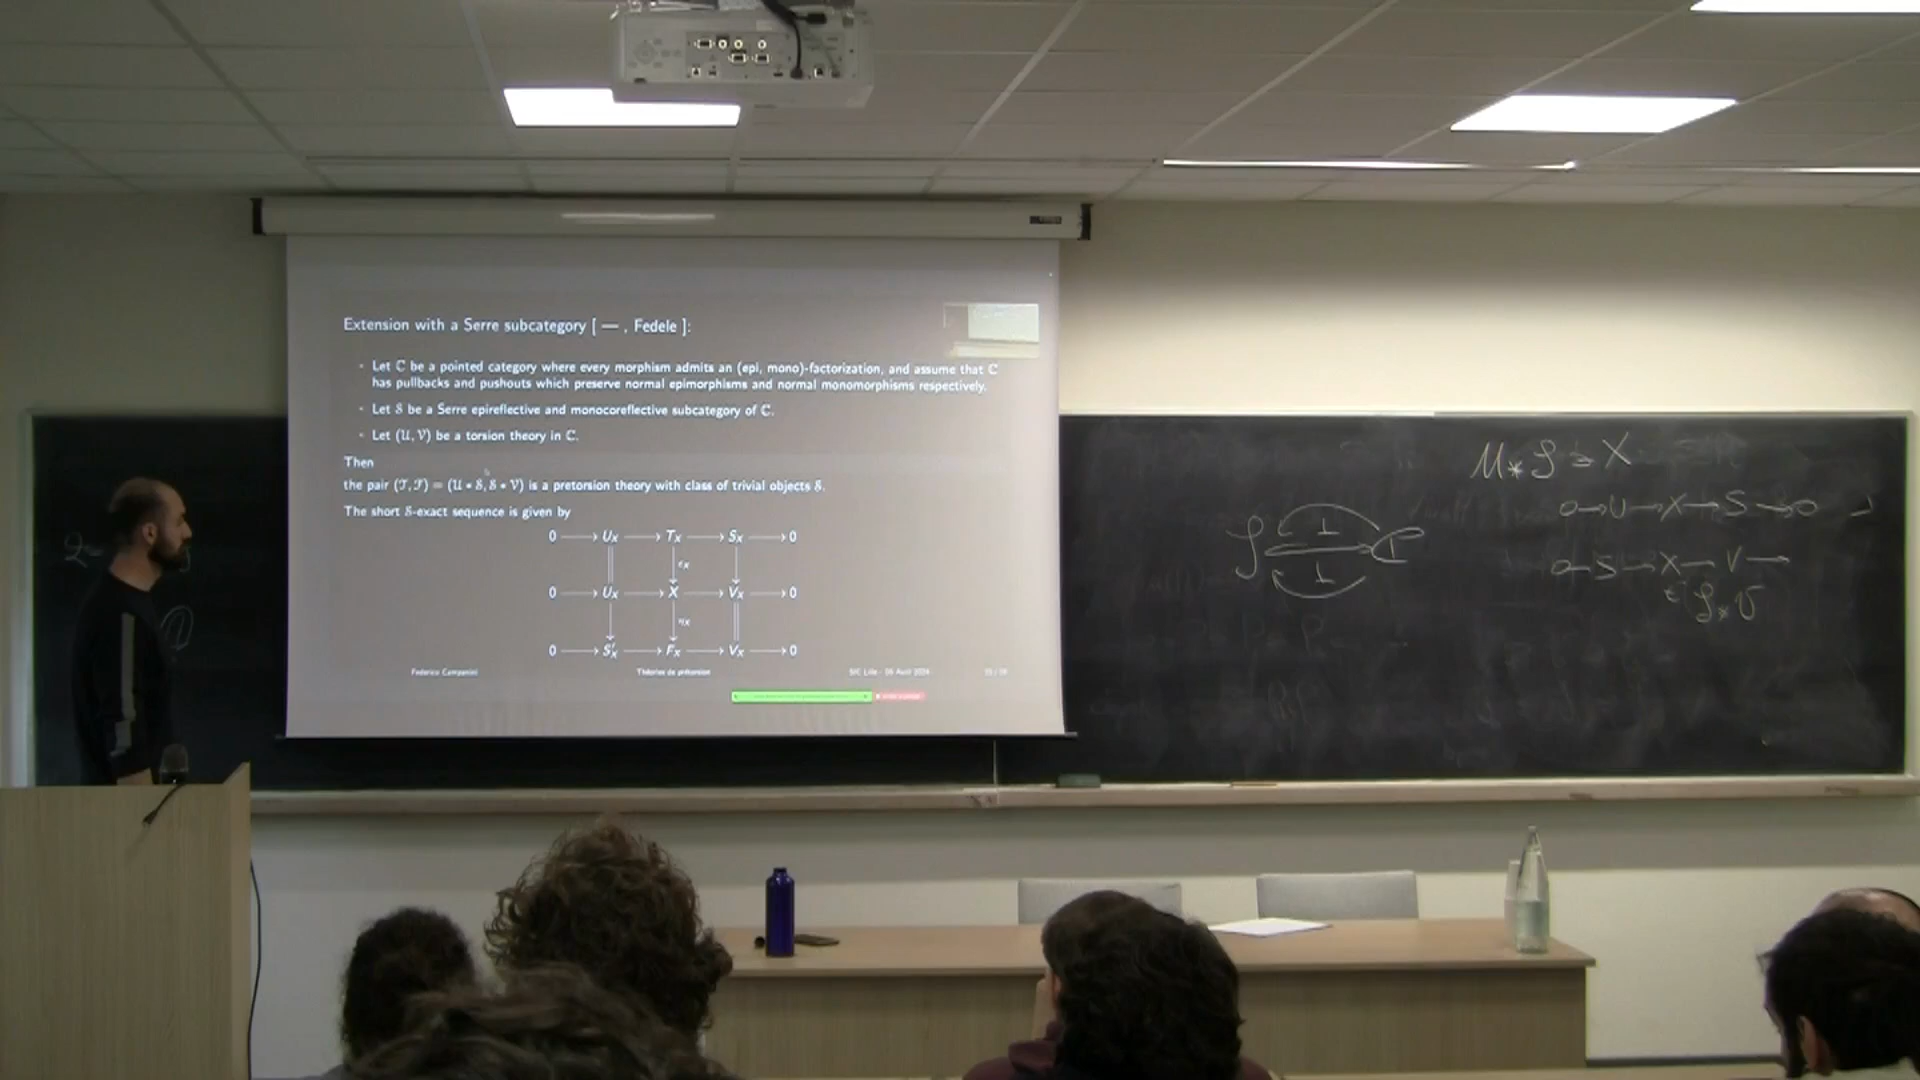 Extension with a Serre subcategory [ — , Fedele ]:
· Let ℂ be a pointed category where every morphism admits an (epi, mono)-factorization, and assume that ℂ
has pullbacks and pushouts which preserve normal epimorphisms and normal monomorphisms respectively.
· Let 𝒮 be a Serre epireflective and monocoreflective subcategory of ℂ.
· Let (𝒰, 𝒱) be a torsion theory in ℂ.
Then
the pair (𝒯, ℱ) = (𝒰 * 𝒮, 𝒮 * 𝒱) is a pretorsion theory with class of trivial objects 𝒮.
The short 𝒮-exact sequence is given by
0 → U_X → T_X → S_X → 0
ε_X
0 → U_X → X → V_X → 0
η_X
0 → S'_X → F_X → V_X → 0
Federico Campanini Théories de prétorsion SIC Lille - 05 Avril 2024
𝒰 * 𝒮 ∋ X
0 → U → X → S → 0
𝒮 ⊥ ⊥ ℂ
0 → S → X → V →
∈ 𝒮 * 𝒱